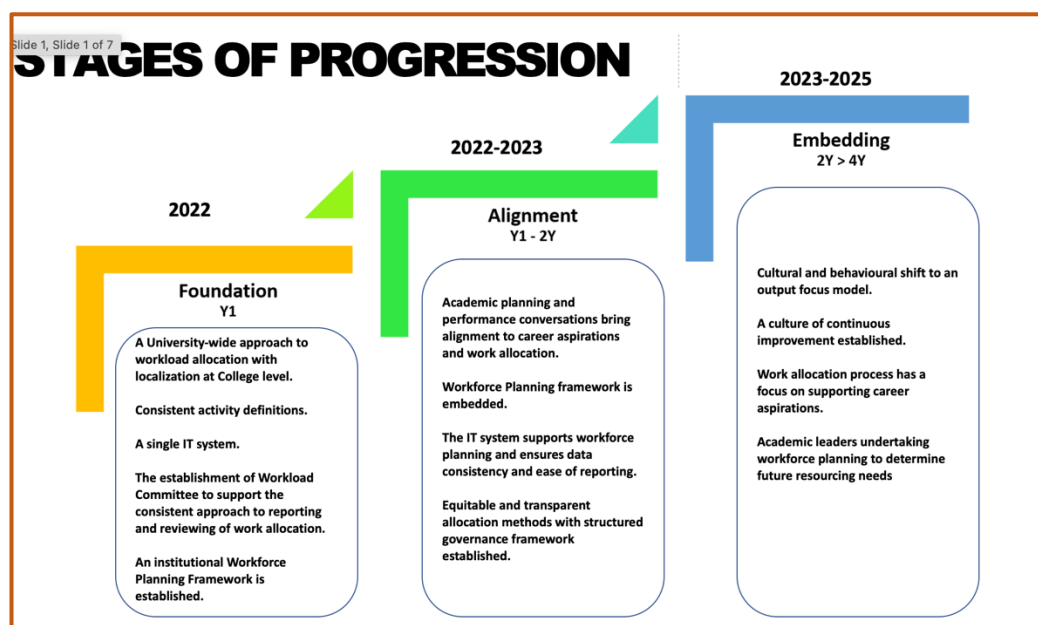 Slide 1, Slide 1 of 7
STAGES OF PROGRESSION
2022
Foundation
Y1
A University-wide approach to
workload allocation with
localization at College level.
Consistent activity definitions.
A single IT system.
The establishment of Workload
Committee to support the
consistent approach to reporting
and reviewing of work allocation.
An institutional Workforce
Planning Framework is
established.
2022-2023
Alignment
Y1 - 2Y
Academic planning and
performance conversations bring
alignment to career aspirations
and work allocation.
Workforce Planning framework is
embedded.
The IT system supports workforce
planning and ensures data
consistency and ease of reporting.
Equitable and transparent
allocation methods with structured
governance framework
established.
2023-2025
Embedding
2Y > 4Y
Cultural and behavioural shift to an
output focus model.
A culture of continuous
improvement established.
Work allocation process has a
focus on supporting career
aspirations.
Academic leaders undertaking
workforce planning to determine
future resourcing needs